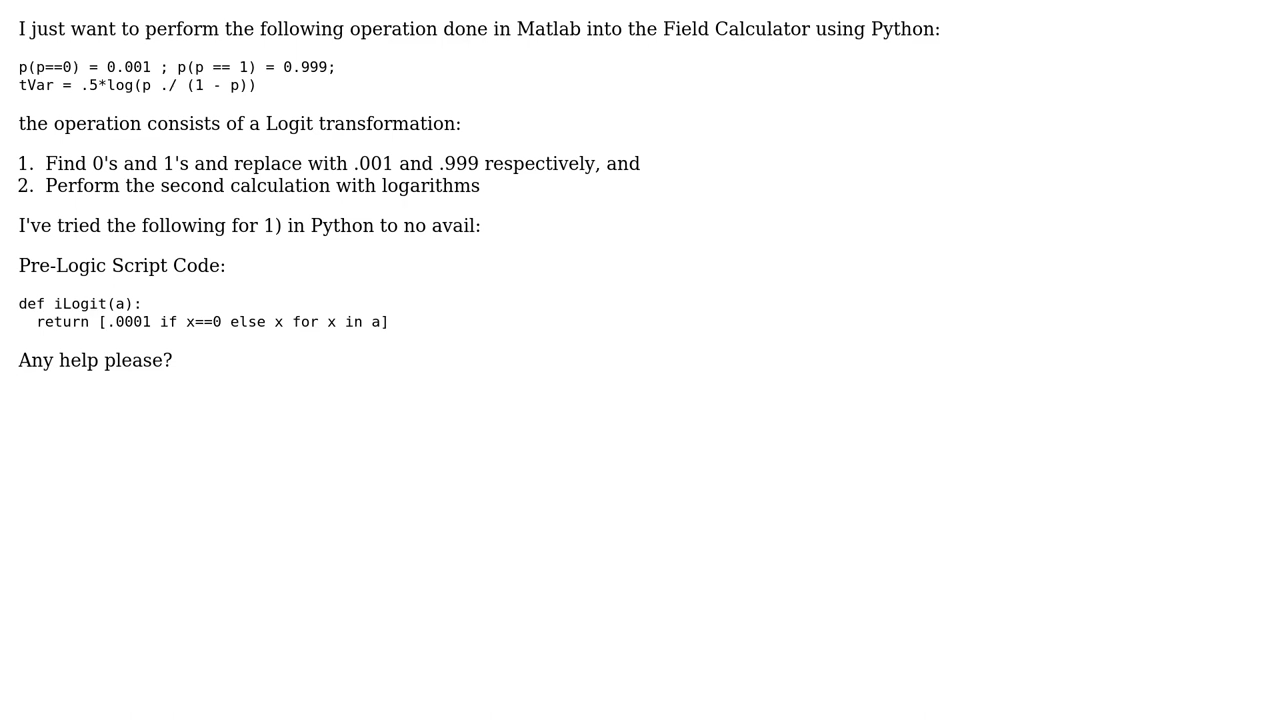 I just want to perform the following operation done in Matlab into the Field Calculator using Python:
p(p==0) = 0.001 ; p(p == 1) = 0.999;
tVar = .5*log(p ./ (1 - p))
the operation consists of a Logit transformation:
1. Find 0's and 1's and replace with .001 and .999 respectively, and
2. Perform the second calculation with logarithms
I've tried the following for 1) in Python to no avail:
Pre-Logic Script Code:
def iLogit(a):
  return [.0001 if x==0 else x for x in a]
Any help please?